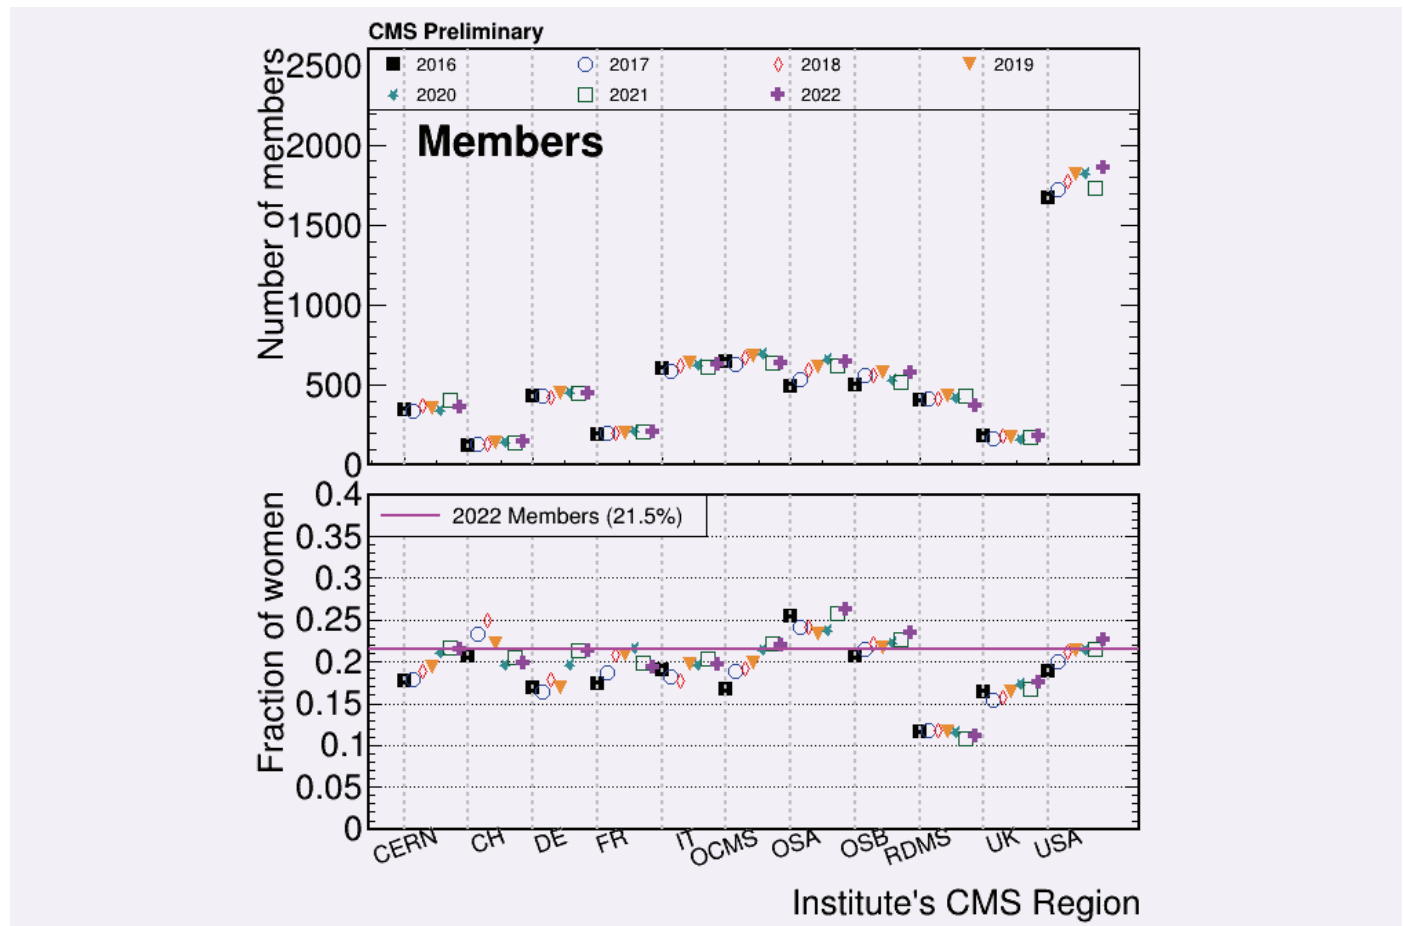 CMS Preliminary
2016 2017 2018 2019
2020 2021 2022
Members
Number of members
2500
2000
1500
1000
500
0
2022 Members (21.5%)
Fraction of women
0.4
0.35
0.3
0.25
0.2
0.15
0.1
0.05
0
CERN CH DE FR IT OCMS OSA OSB RDMS UK USA
Institute's CMS Region